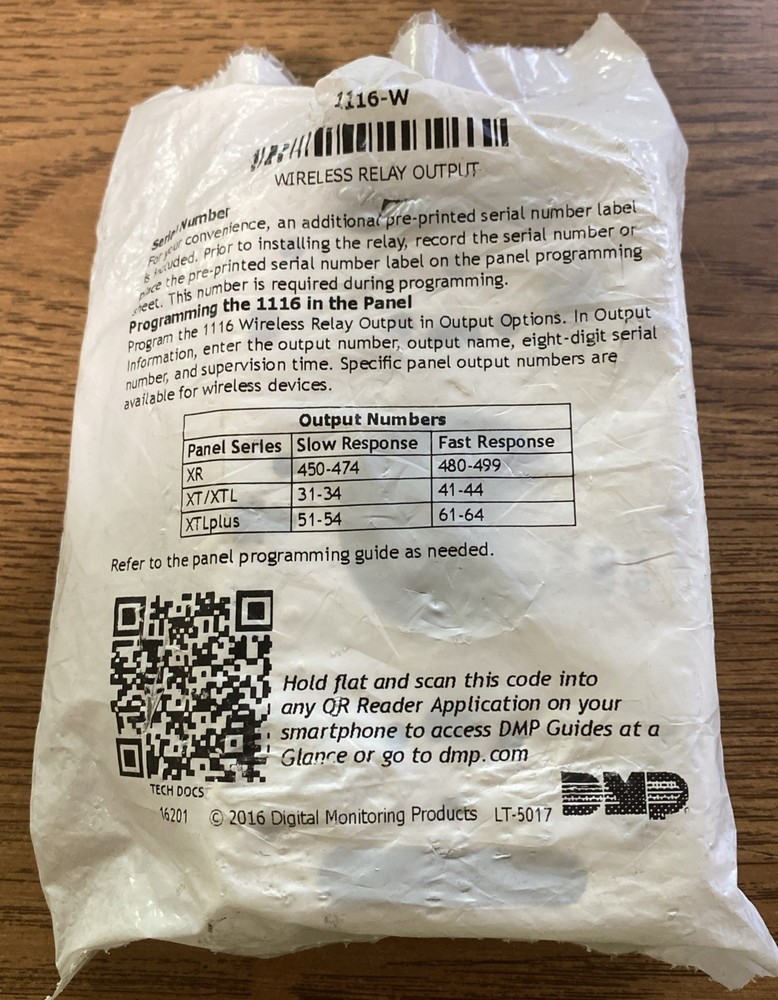 1116-W
WIRELESS RELAY OUTPUT
Serial Number
For your convenience, an additional pre-printed serial number label
is included. Prior to installing the relay, record the serial number or
place the pre-printed serial number label on the panel programming
sheet. This number is required during programming.
Programming the 1116 in the Panel
Program the 1116 Wireless Relay Output in Output Options. In Output
Information, enter the output number, output name, eight-digit serial
number, and supervision time. Specific panel output numbers are
available for wireless devices.
Output Numbers
Panel Series Slow Response Fast Response
XR 450-474 480-499
XT/XTL 31-34 41-44
XTLplus 51-54 61-64
Refer to the panel programming guide as needed.
Hold flat and scan this code into
any QR Reader Application on your
smartphone to access DMP Guides at a
Glance or go to dmp.com
TECH DOCS
16201 © 2016 Digital Monitoring Products LT-5017 DMP